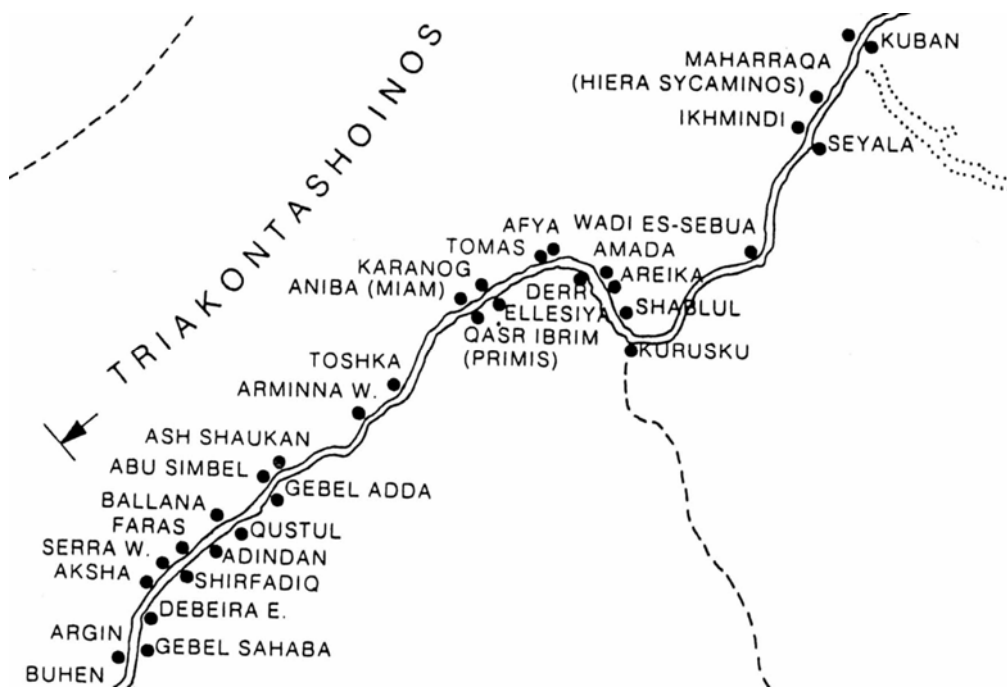 TRIAKONTASHOINOS
KUBAN
MAHARRAQA
(HIERA SYCAMINOS)
IKHMINDI
SEYALA
WADI ES-SEBUA
AFYA
TOMAS
AMADA
AREIKA
KARANOG
ANIBA (MIAM)
DERR
ELLESIYA
SHABLUL
QASR IBRIM
(PRIMIS)
KURUSKU
TOSHKA
ARMINNA W.
ASH SHAUKAN
ABU SIMBEL
GEBEL ADDA
BALLANA
FARAS
QUSTUL
SERRA W.
ADINDAN
AKSHA
SHIRFADIQ
DEBEIRA E.
ARGIN
GEBEL SAHABA
BUHEN